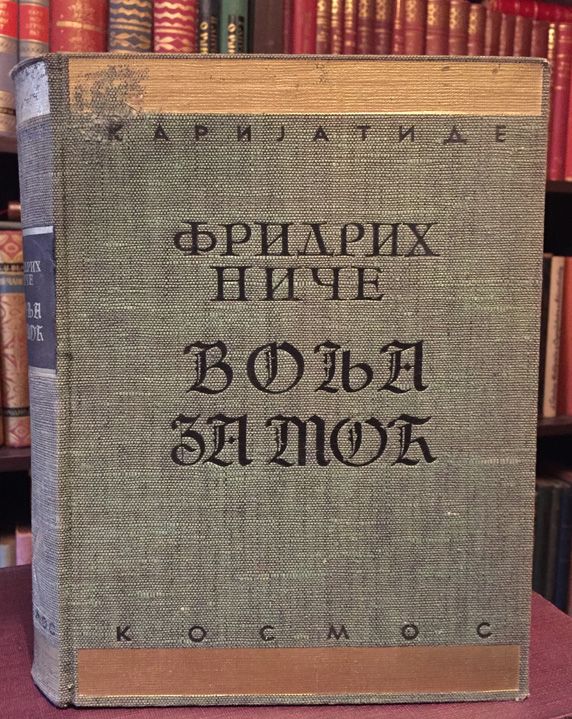 КАРИЈАТИДЕ
ФРИДРИХ
НИЧЕ
ВОЉА
ЗА МОЋ
КОСМОС